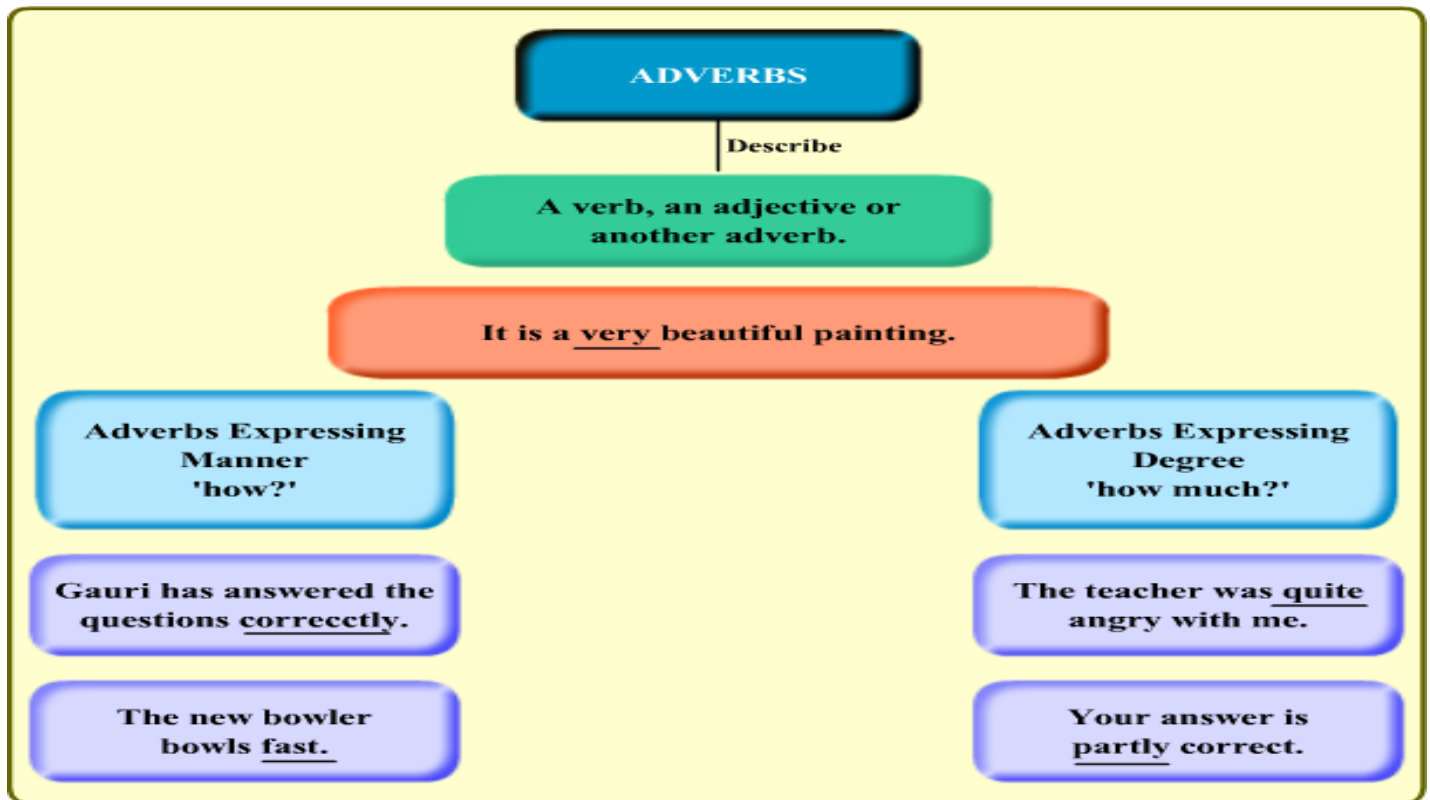 ADVERBS
Describe
A verb, an adjective or
another adverb.
It is a very beautiful painting.
Adverbs Expressing
Manner
'how?'
Gauri has answered the
questions correcctly.
The new bowler
bowls fast.
Adverbs Expressing
Degree
'how much?'
The teacher was quite
angry with me.
Your answer is
partly correct.